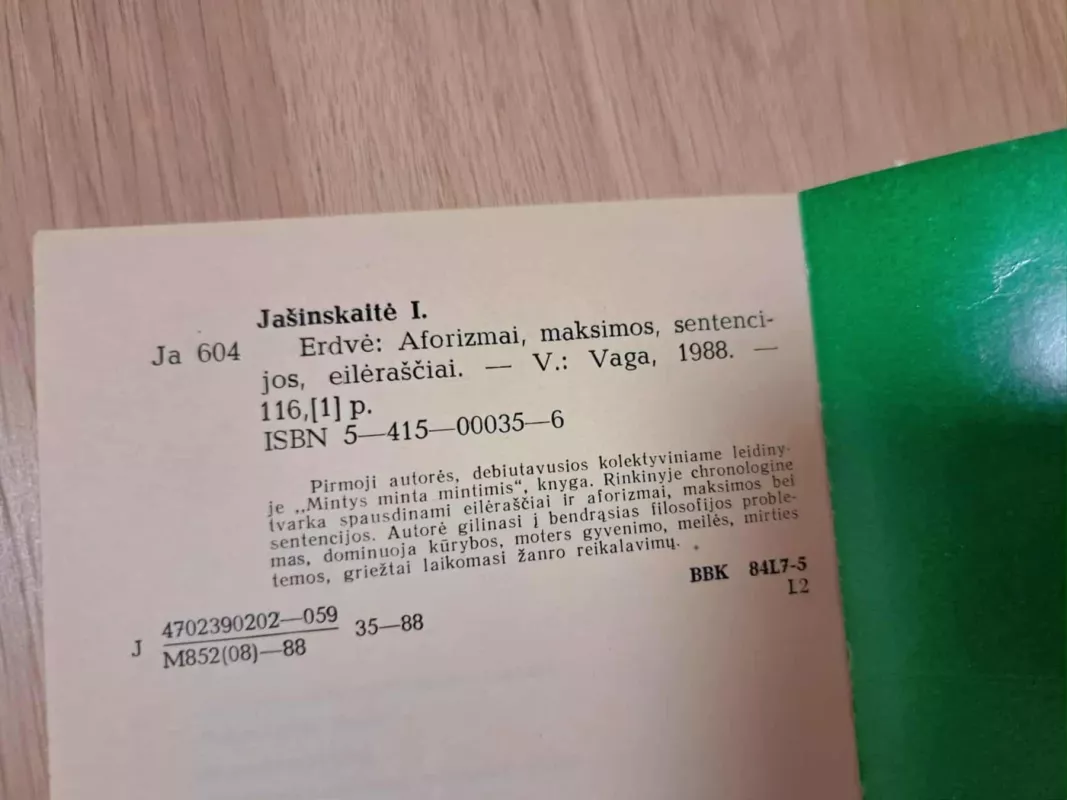 Jašinskaitė I.
Ja 604 Erdvė: Aforizmai, maksimos, sentenci-
jos, eilėraščiai. — V.: Vaga, 1988. —
116,[1] p.
ISBN 5—415—00035—6
Pirmoji autorės, debiutavusios kolektyviniame leidiny-
je „Mintys minta mintimis“, knyga. Rinkinyje chronologine
tvarka spausdinami eilėraščiai ir aforizmai, maksimos bei
sentencijos. Autorė gilinasi į bendrąsias filosofijos proble-
mas, dominuoja kūrybos, moters gyvenimo, meilės, mirties
temos, griežtai laikomasi žanro reikalavimų.
BBK 84L7-5
L2
J 4702390202—059 35—88
M852(08)—88